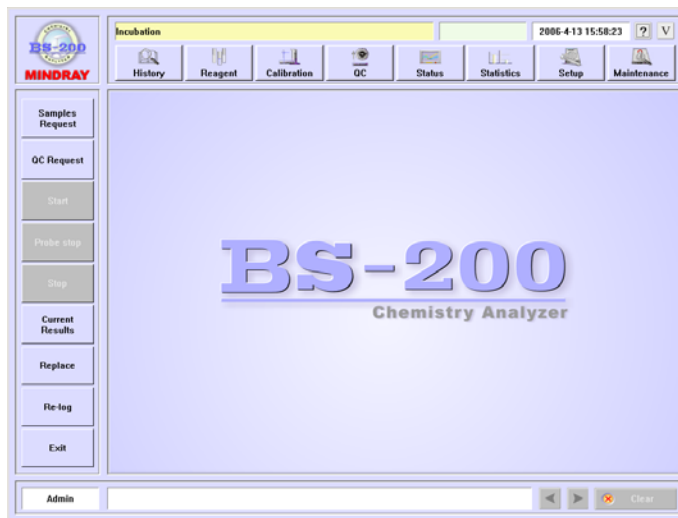 BS-200
MINDRAY
Incubation
2006-4-13 15:58:23
?
V
History
Reagent
Calibration
QC
Status
Statistics
Setup
Maintenance
Samples
Request
QC Request
Start
Probe stop
Stop
Current
Results
Replace
Re-log
Exit
BS-200
Chemistry Analyzer
Admin
Clear